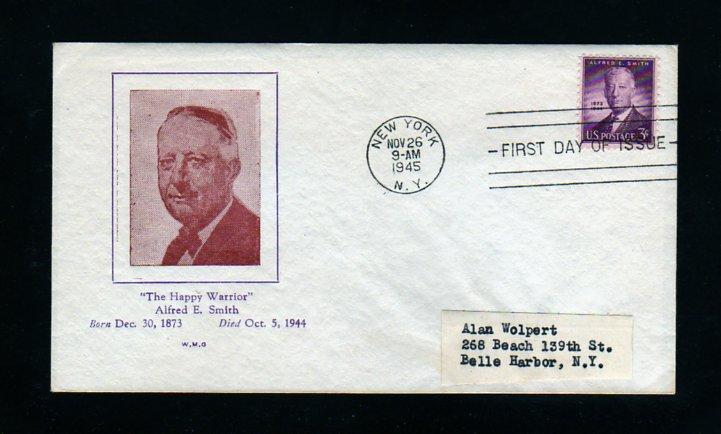 ALFRED E. SMITH
1873
1944
U.S. POSTAGE 3¢
NEW YORK
NOV 26
9-AM
1945
N.Y.
FIRST DAY OF ISSUE
"The Happy Warrior"
Alfred E. Smith
Born Dec. 30, 1873 Died Oct. 5, 1944
W.M.G
Alan Wolpert
268 Beach 139th St.
Belle Harbor, N.Y.